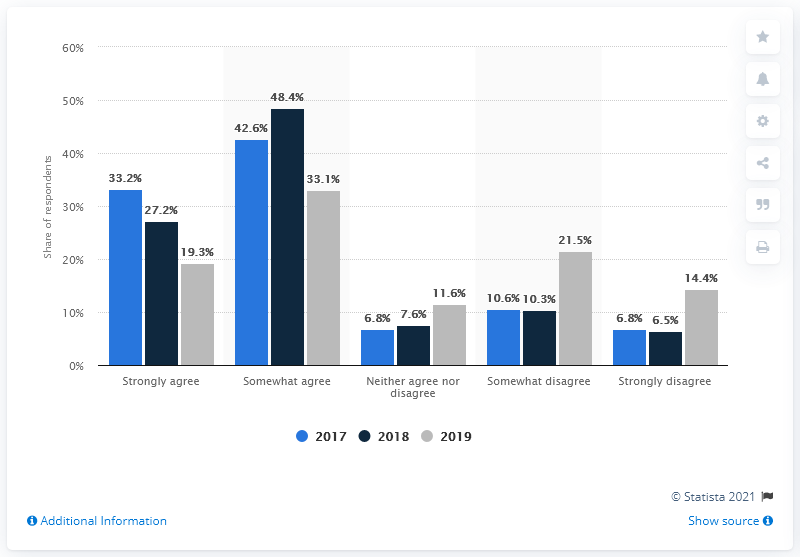 60%
50%
40%
30%
20%
10%
0%
Share of respondents
33.2%
27.2%
19.3%
42.6%
48.4%
33.1%
6.8%
7.6%
11.6%
10.6%
10.3%
21.5%
6.8%
6.5%
14.4%
Strongly agree
Somewhat agree
Neither agree nor
disagree
Somewhat disagree
Strongly disagree
2017 2018 2019
© Statista 2021
Additional Information
Show source